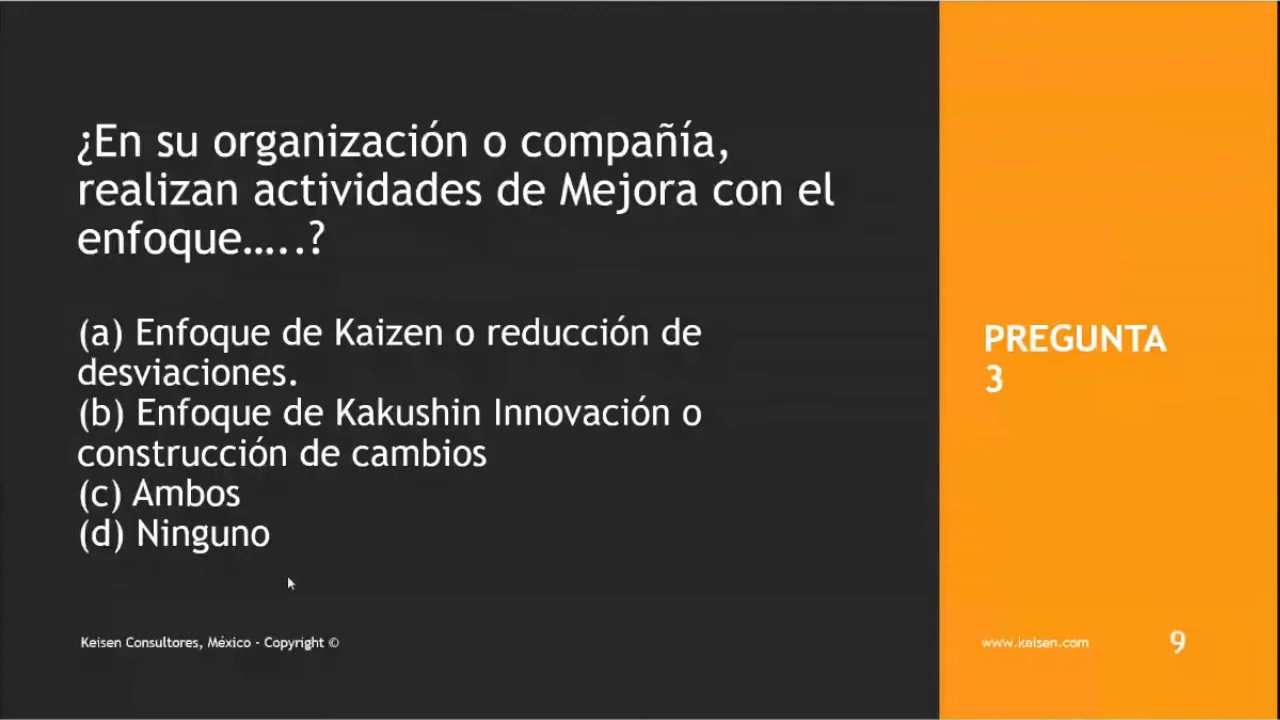 ¿En su organización o compañía,
realizan actividades de Mejora con el
enfoque…..?
(a) Enfoque de Kaizen o reducción de
desviaciones.
(b) Enfoque de Kakushin Innovación o
construcción de cambios
(c) Ambos
(d) Ninguno
PREGUNTA
3
Keisen Consultores, México - Copyright ©
www.keisen.com
9